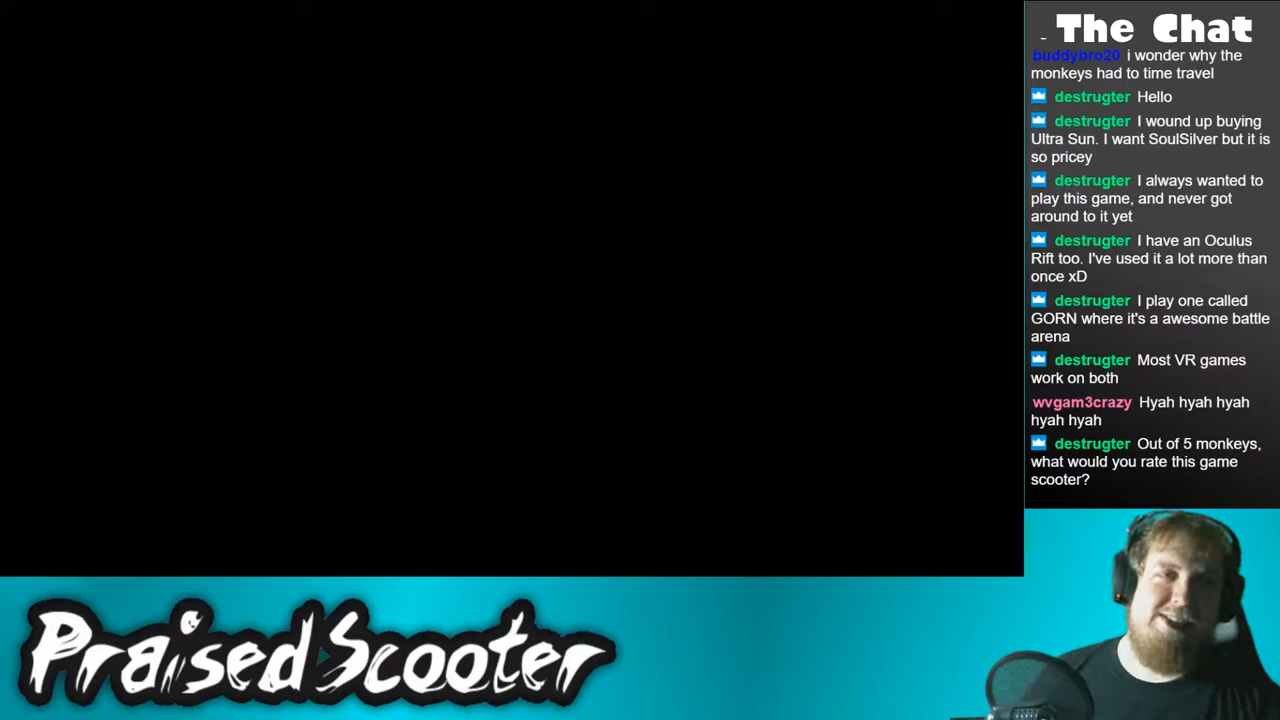 The Chat
buddybro20 i wonder why the
monkeys had to time travel
destrugter Hello
destrugter I wound up buying
Ultra Sun. I want SoulSilver but it is
so pricey
destrugter I always wanted to
play this game, and never got
around to it yet
destrugter I have an Oculus
Rift too. I've used it a lot more than
once xD
destrugter I play one called
GORN where it's a awesome battle
arena
destrugter Most VR games
work on both
wvgam3crazy Hyah hyah hyah
hyah hyah
destrugter Out of 5 monkeys,
what would you rate this game
scooter?
PraisedScooter